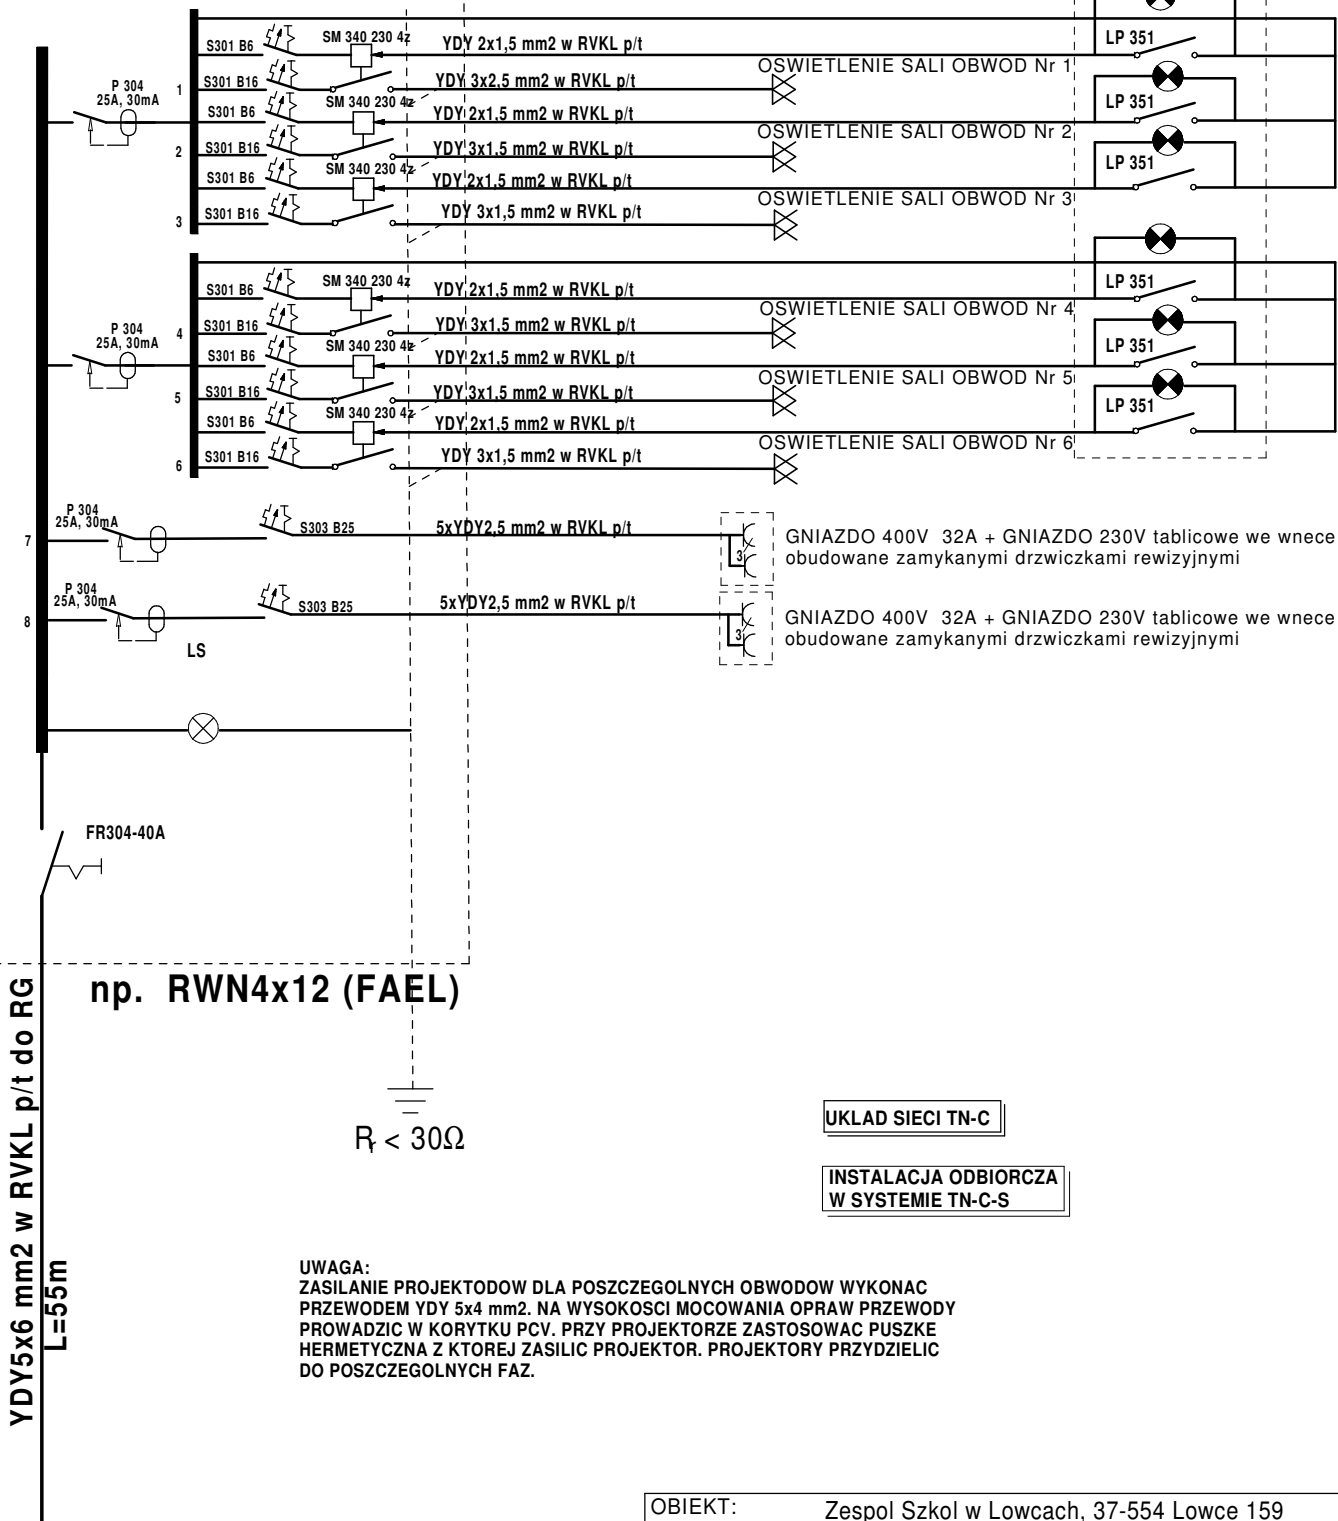 S301 B6 SM 340 230 4z YDY 2x1,5 mm2 w RVKL p/t LP 351
OSWIETLENIE SALI OBWOD Nr 1
P 304
25A, 30mA
1 S301 B16 YDY 3x2,5 mm2 w RVKL p/t
SM 340 230 4z
S301 B6 YDY 2x1,5 mm2 w RVKL p/t LP 351
OSWIETLENIE SALI OBWOD Nr 2
2 S301 B16 YDY 3x1,5 mm2 w RVKL p/t
SM 340 230 4z LP 351
S301 B6 YDY 2x1,5 mm2 w RVKL p/t
OSWIETLENIE SALI OBWOD Nr 3
3 S301 B16 YDY 3x1,5 mm2 w RVKL p/t
SM 340 230 4z LP 351
S301 B6 YDY 2x1,5 mm2 w RVKL p/t
OSWIETLENIE SALI OBWOD Nr 4
P 304
25A, 30mA
4 S301 B16 YDY 3x1,5 mm2 w RVKL p/t
SM 340 230 4z LP 351
S301 B6 YDY 2x1,5 mm2 w RVKL p/t
OSWIETLENIE SALI OBWOD Nr 5
5 S301 B16 YDY 3x1,5 mm2 w RVKL p/t
SM 340 230 4z LP 351
S301 B6 YDY 2x1,5 mm2 w RVKL p/t
OSWIETLENIE SALI OBWOD Nr 6
6 S301 B16 YDY 3x1,5 mm2 w RVKL p/t
P 304
25A, 30mA
7 S303 B25 5xYDY2,5 mm2 w RVKL p/t 3
GNIAZDO 400V 32A + GNIAZDO 230V tablicowe we wnece
obudowane zamykanymi drzwiczkami rewizyjnymi
P 304
25A, 30mA
8 S303 B25 5xYDY2,5 mm2 w RVKL p/t 3
GNIAZDO 400V 32A + GNIAZDO 230V tablicowe we wnece
obudowane zamykanymi drzwiczkami rewizyjnymi
LS
FR304-40A
np. RWN4x12 (FAEL)
YDY5x6 mm2 w RVKL p/t do RG
L=55m
Rr < 30Ω
UKLAD SIECI TN-C
INSTALACJA ODBIORCZA
W SYSTEMIE TN-C-S
UWAGA:
ZASILANIE PROJEKTODOW DLA POSZCZEGOLNYCH OBWODOW WYKONAC
PRZEWODEM YDY 5x4 mm2. NA WYSOKOSCI MOCOWANIA OPRAW PRZEWODY
PROWADZIC W KORYTKU PCV. PRZY PROJEKTORZE ZASTOSOWAC PUSZKE
HERMETYCZNA Z KTOREJ ZASILIC PROJEKTOR. PROJEKTORY PRZYDZIELIC
DO POSZCZEGOLNYCH FAZ.
OBIEKT: Zespol Szkol w Lowcach, 37-554 Lowce 159